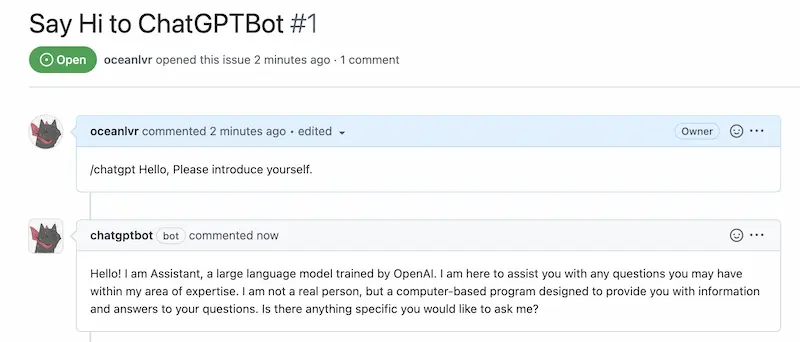 Say Hi to ChatGPTBot #1
Open oceanlvr opened this issue 2 minutes ago · 1 comment
oceanlvr commented 2 minutes ago • edited Owner
/chatgpt Hello, Please introduce yourself.
chatgptbot bot commented now
Hello! I am Assistant, a large language model trained by OpenAI. I am here to assist you with any questions you may have
within my area of expertise. I am not a real person, but a computer-based program designed to provide you with information
and answers to your questions. Is there anything specific you would like to ask me?